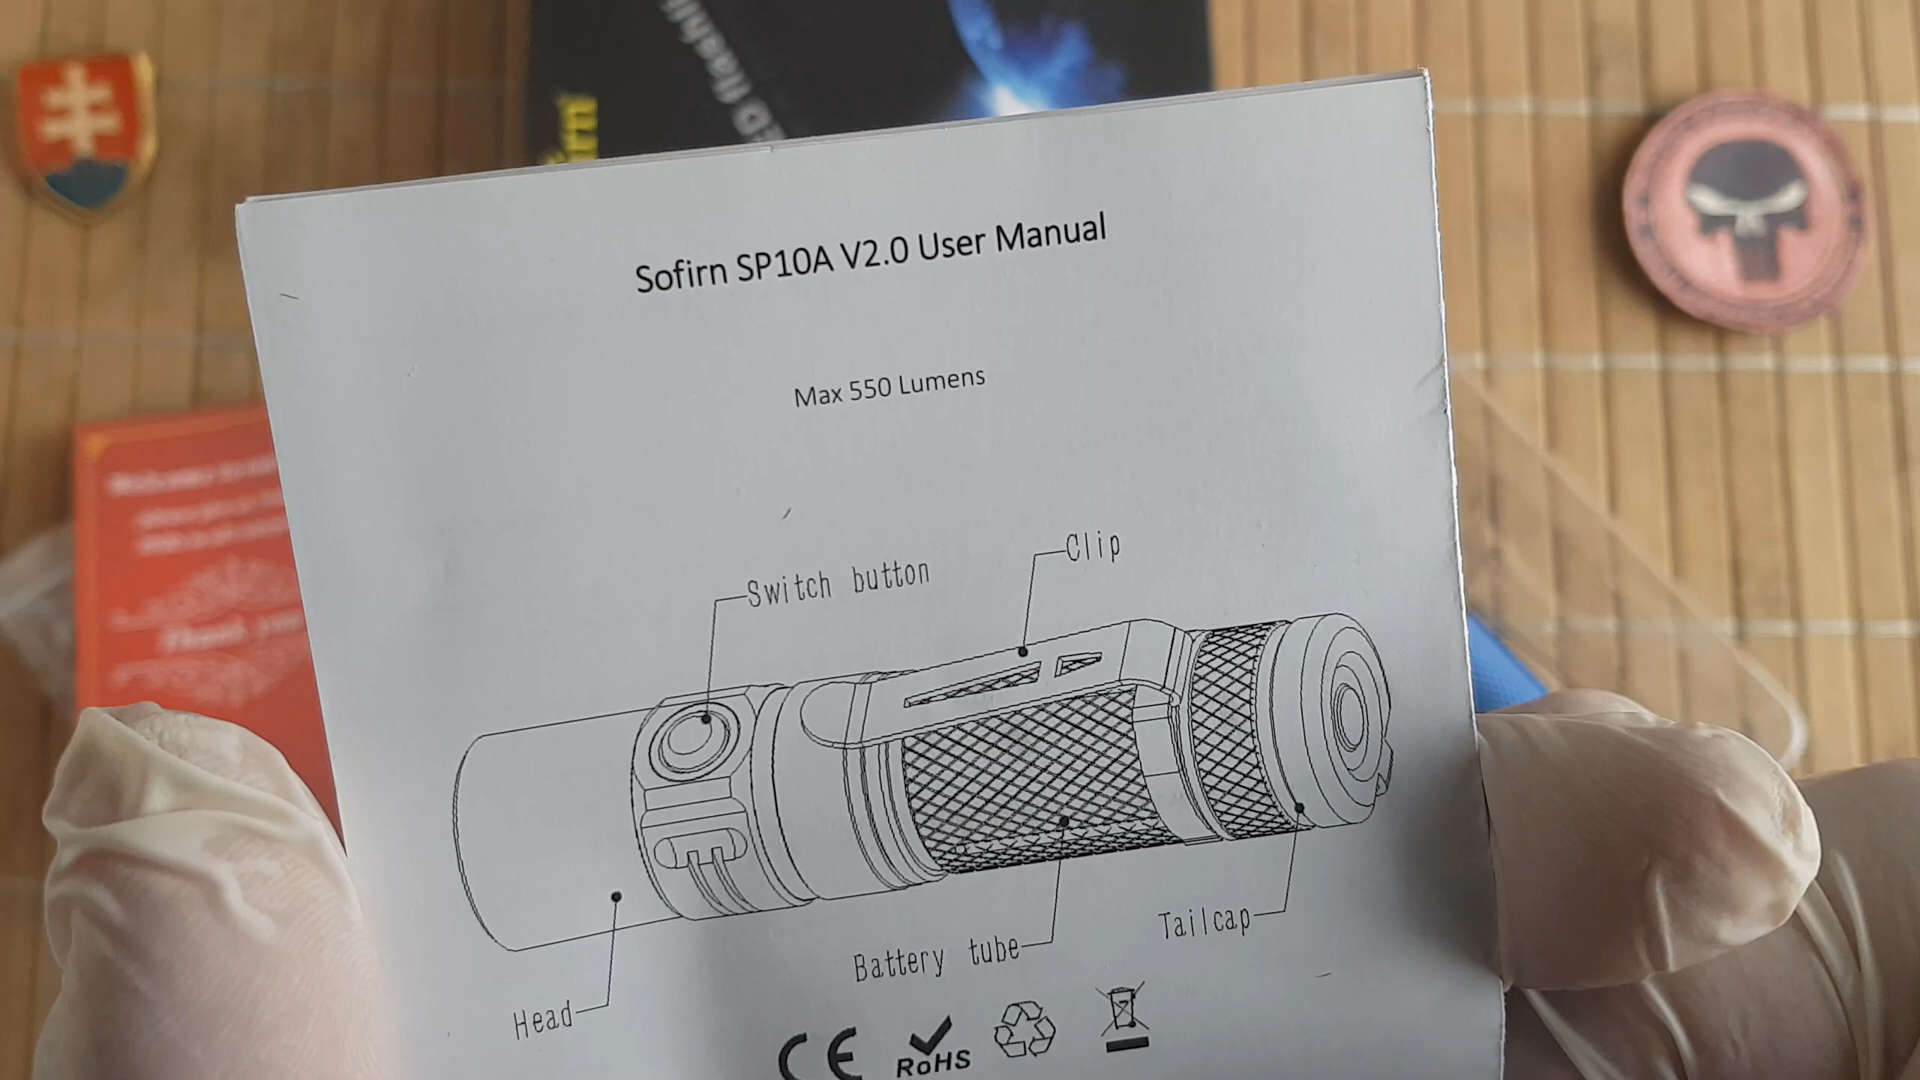 Sofirn SP10A V2.0 User Manual
Max 550 Lumens
Switch button
Clip
Battery tube
Tailcap
Head
CE
RoHS